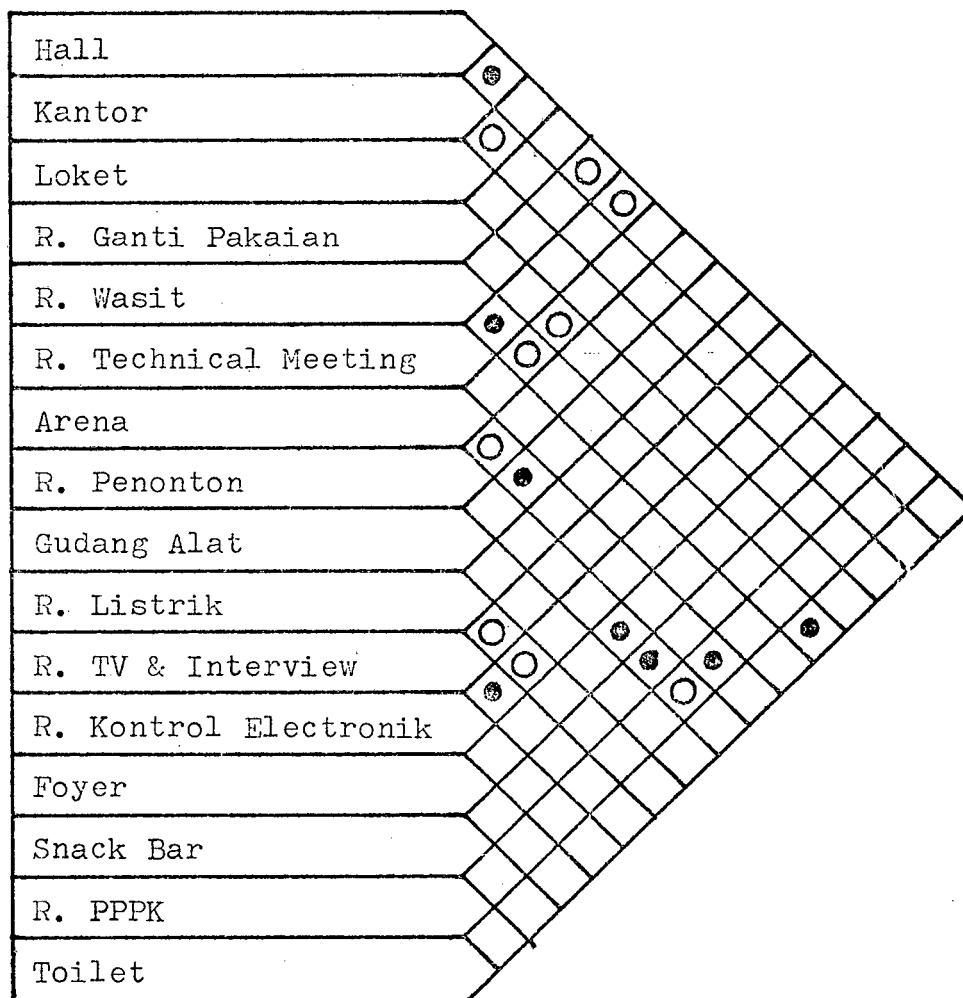 Hall
Kantor
Loket
R. Ganti Pakaian
R. Wasit
R. Technical Meeting
Arena
R. Penonton
Gudang Alat
R. Listrik
R. TV & Interview
R. Kontrol Electronik
Foyer
Snack Bar
R. PPPK
Toilet